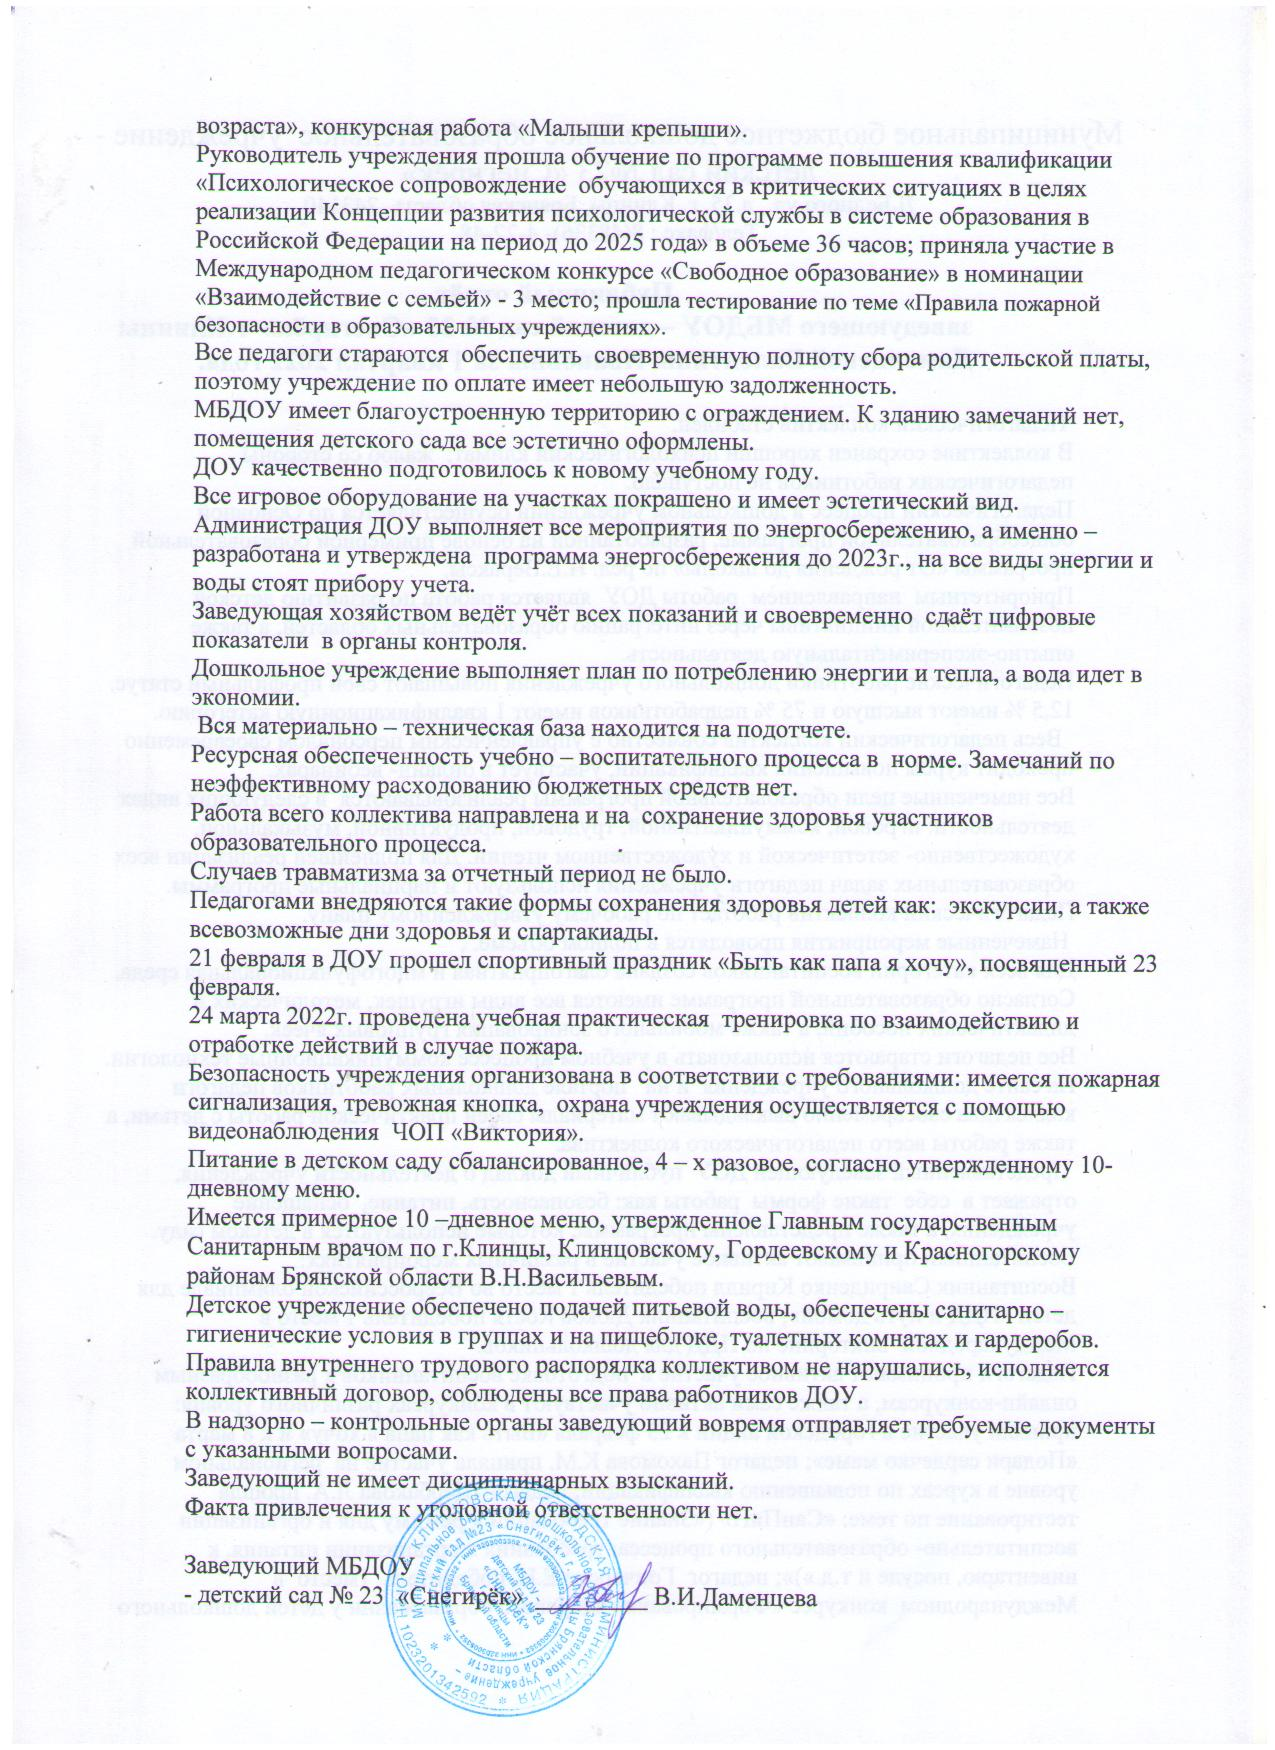 возраста», конкурсная работа «Малыши крепыши».
Руководитель учреждения прошла обучение по программе повышения квалификации
«Психологическое сопровождение обучающихся в критических ситуациях в целях
реализации Концепции развития психологической службы в системе образования в
Российской Федерации на период до 2025 года» в объеме 36 часов; приняла участие в
Международном педагогическом конкурсе «Свободное образование» в номинации
«Взаимодействие с семьей» - 3 место; прошла тестирование по теме «Правила пожарной
безопасности в образовательных учреждениях».
Все педагоги стараются обеспечить своевременную полноту сбора родительской платы,
поэтому учреждение по оплате имеет небольшую задолженность.
МБДОУ имеет благоустроенную территорию с ограждением. К зданию замечаний нет,
помещения детского сада все эстетично оформлены.
ДОУ качественно подготовилось к новому учебному году.
Все игровое оборудование на участках покрашено и имеет эстетический вид.
Администрация ДОУ выполняет все мероприятия по энергосбережению, а именно –
разработана и утверждена программа энергосбережения до 2023г., на все виды энергии и
воды стоят прибору учета.
Заведующая хозяйством ведёт учёт всех показаний и своевременно сдаёт цифровые
показатели в органы контроля.
Дошкольное учреждение выполняет план по потреблению энергии и тепла, а вода идет в
экономии.
Вся материально – техническая база находится на подотчете.
Ресурсная обеспеченность учебно – воспитательного процесса в норме. Замечаний по
неэффективному расходованию бюджетных средств нет.
Работа всего коллектива направлена и на сохранение здоровья участников
образовательного процесса.
Случаев травматизма за отчетный период не было.
Педагогами внедряются такие формы сохранения здоровья детей как: экскурсии, а также
всевозможные дни здоровья и спартакиады.
21 февраля в ДОУ прошел спортивный праздник «Быть как папа я хочу», посвященный 23
февраля.
24 марта 2022г. проведена учебная практическая тренировка по взаимодействию и
отработке действий в случае пожара.
Безопасность учреждения организована в соответствии с требованиями: имеется пожарная
сигнализация, тревожная кнопка, охрана учреждения осуществляется с помощью
видеонаблюдения ЧОП «Виктория».
Питание в детском саду сбалансированное, 4 – х разовое, согласно утвержденному 10-
дневному меню.
Имеется примерное 10 –дневное меню, утвержденное Главным государственным
Санитарным врачом по г.Клинцы, Клинцовскому, Гордеевскому и Красногорскому
районам Брянской области В.Н.Васильевым.
Детское учреждение обеспечено подачей питьевой воды, обеспечены санитарно –
гигиенические условия в группах и на пищеблоке, туалетных комнатах и гардеробов.
Правила внутреннего трудового распорядка коллективом не нарушались, исполняется
коллективный договор, соблюдены все права работников ДОУ.
В надзорно – контрольные органы заведующий вовремя отправляет требуемые документы
с указанными вопросами.
Заведующий не имеет дисциплинарных взысканий.
Факта привлечения к уголовной ответственности нет.
Заведующий МБДОУ
- детский сад № 23 «Снегирёк» _________ В.И.Даменцева
КЛИНЦОВСКАЯ ГОРОДСКАЯ АДМИНИСТРАЦИЯ
1023201342592
МБДОУ -
детский сад № 23
«Снегирёк»
г. Клинцы
Брянской области